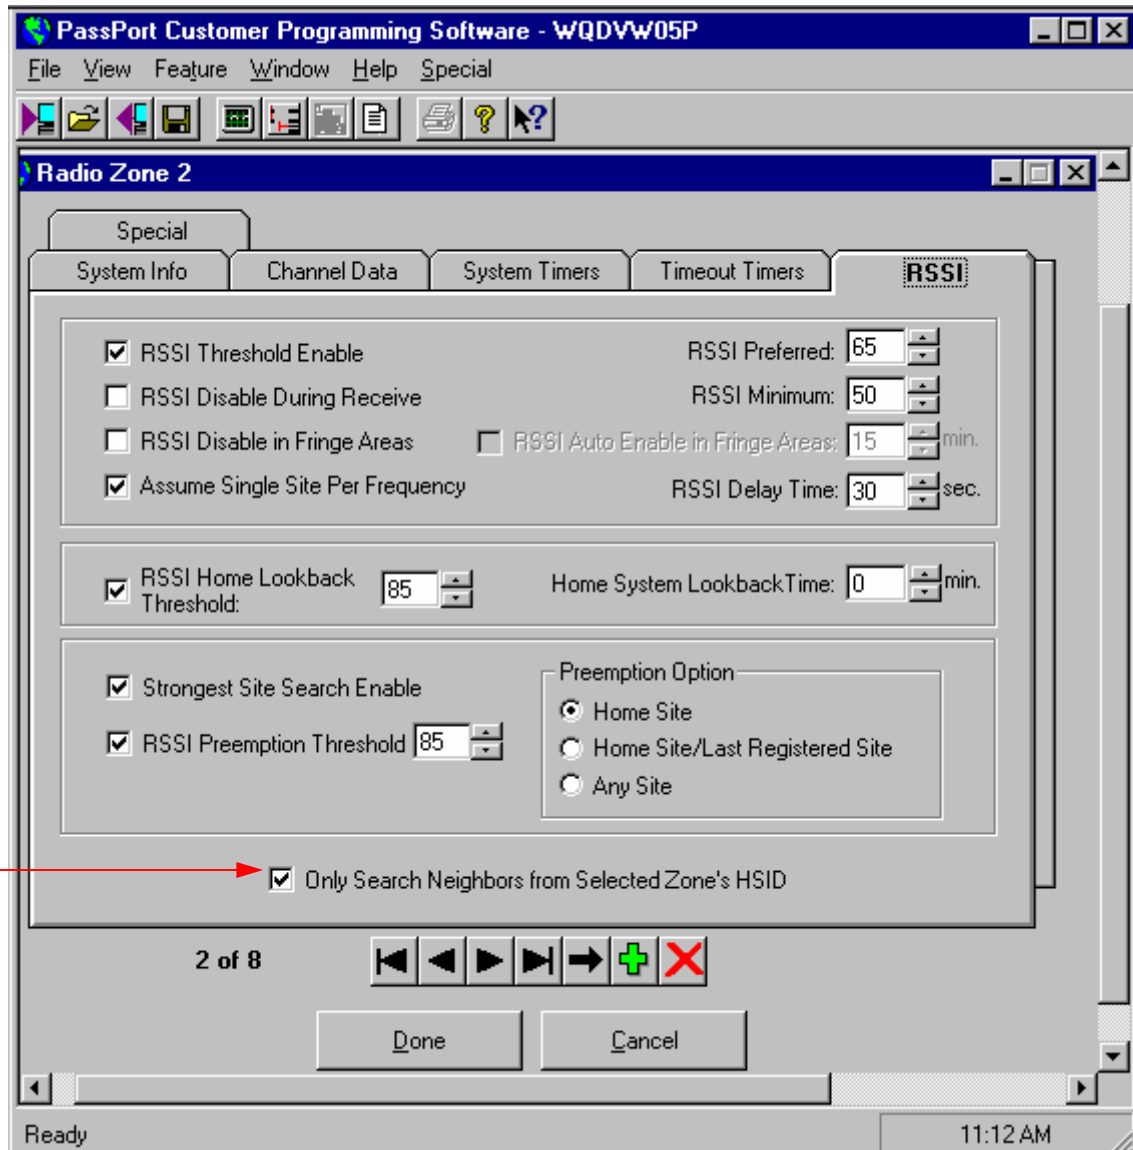 PassPort Customer Programming Software - WQDVW05P
File View Feature Window Help Special
Radio Zone 2
Special
System Info Channel Data System Timers Timeout Timers RSSI
RSSI Threshold Enable RSSI Preferred: 65
RSSI Disable During Receive RSSI Minimum: 50
RSSI Disable in Fringe Areas RSSI Auto Enable in Fringe Areas: 15 min.
Assume Single Site Per Frequency RSSI Delay Time: 30 sec.
RSSI Home Lookback
Threshold: 85 Home System LookbackTime: 0 min.
Strongest Site Search Enable
RSSI Preemption Threshold 85
Preemption Option
Home Site
Home Site/Last Registered Site
Any Site
Only Search Neighbors from Selected Zone's HSID
2 of 8
Done Cancel
Ready 11:12 AM